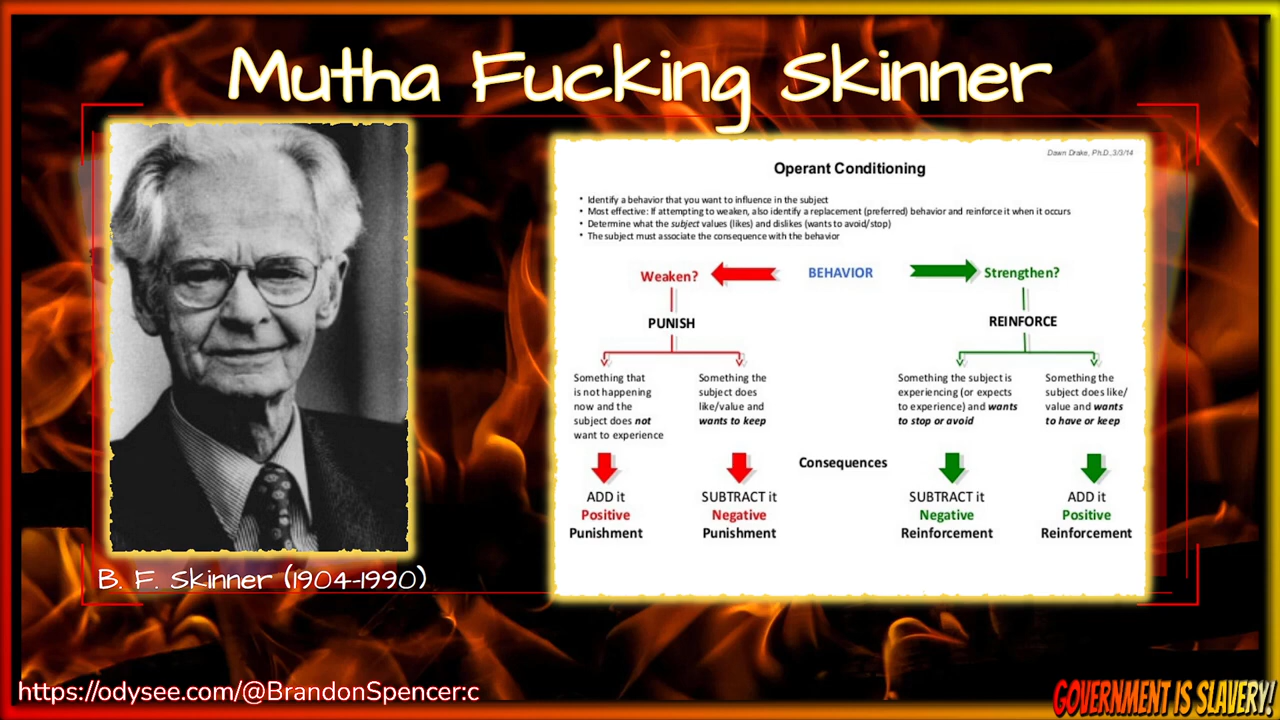 Mutha Fucking Skinner
B. F. Skinner (1904-1990)
Dawn Drake, Ph.D.,3/3/14
Operant Conditioning
• Identify a behavior that you want to influence in the subject
• Most effective: If attempting to weaken, also identify a replacement (preferred) behavior and reinforce it when it occurs
• Determine what the subject values (likes) and dislikes (wants to avoid/stop)
• The subject must associate the consequence with the behavior
Weaken?
BEHAVIOR
Strengthen?
PUNISH
REINFORCE
Something that
is not happening
now and the
subject does not
want to experience
Something the
subject does
like/value and
wants to keep
Something the subject is
experiencing (or expects
to experience) and wants
to stop or avoid
Something the
subject does like/
value and wants
to have or keep
Consequences
ADD it
Positive
Punishment
SUBTRACT it
Negative
Punishment
SUBTRACT it
Negative
Reinforcement
ADD it
Positive
Reinforcement
https://odysee.com/@BrandonSpencer:c
GOVERNMENT IS SLAVERY!